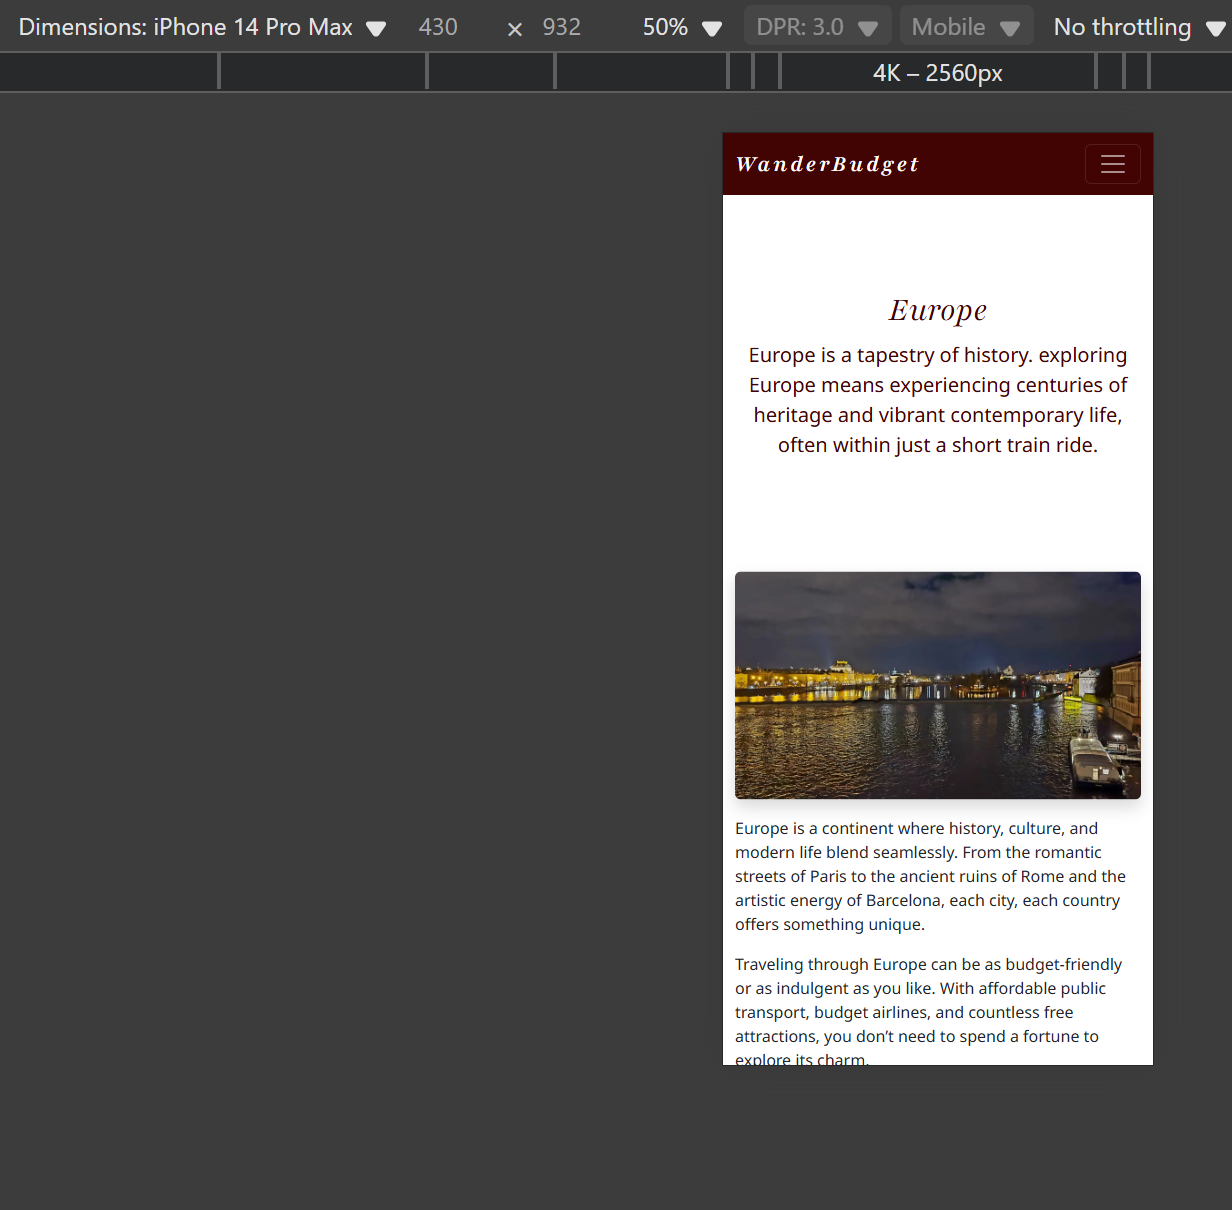 Dimensions: iPhone 14 Pro Max 430 × 932 50% DPR: 3.0 Mobile No throttling
4K – 2560px
WanderBudget
Europe
Europe is a tapestry of history. exploring
Europe means experiencing centuries of
heritage and vibrant contemporary life,
often within just a short train ride.
Europe is a continent where history, culture, and
modern life blend seamlessly. From the romantic
streets of Paris to the ancient ruins of Rome and the
artistic energy of Barcelona, each city, each country
offers something unique.
Traveling through Europe can be as budget-friendly
or as indulgent as you like. With affordable public
transport, budget airlines, and countless free
attractions, you don’t need to spend a fortune to
explore its charm.